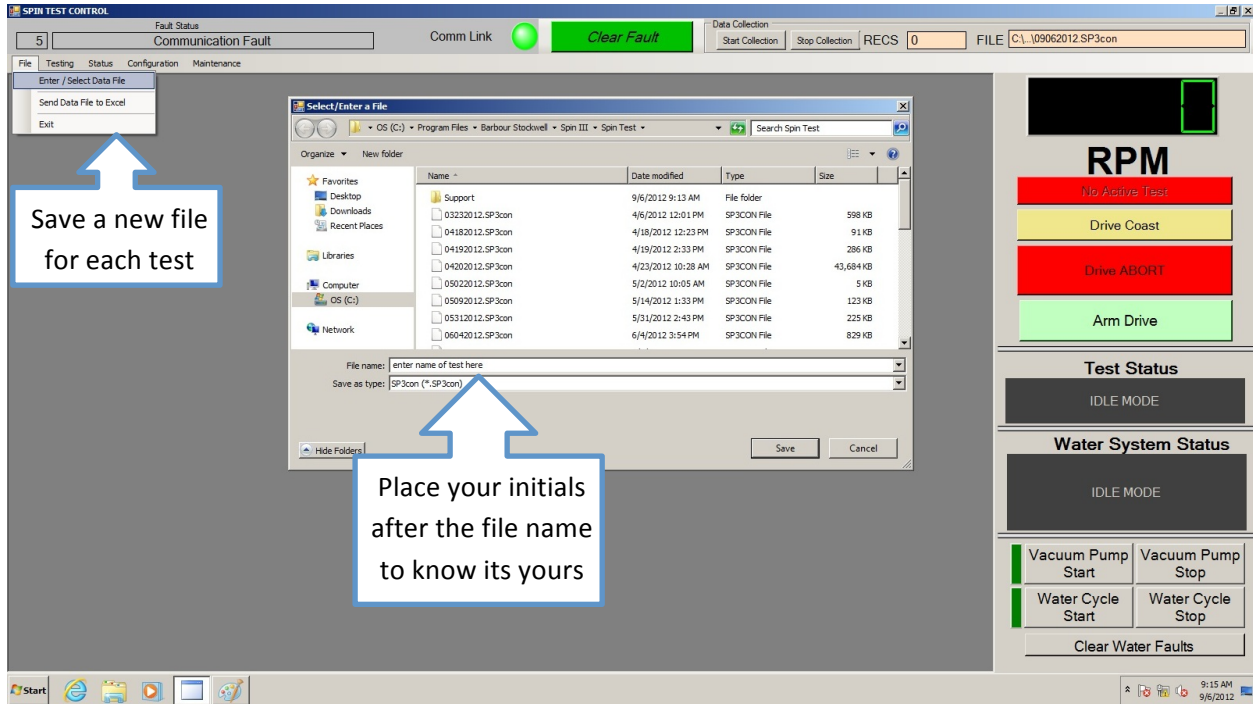 SPIN TEST CONTROL
Fault Status
5 Communication Fault
Comm Link
Clear Fault
Data Collection
Start Collection Stop Collection RECS 0 FILE C:\..\09062012.SP3con
File Testing Status Configuration Maintenance
Enter / Select Data File
Send Data File to Excel
Exit
Save a new file
for each test
Select/Enter a File
OS (C:) Program Files Barbour Stockwell Spin III Spin Test
Search Spin Test
Organize New folder
Favorites
Desktop
Downloads
Recent Places
Libraries
Computer
OS (C:)
Network
Name Date modified Type Size
Support 9/6/2012 9:13 AM File folder
03232012.SP3con 4/6/2012 12:01 PM SP3CON File 598 KB
04182012.SP3con 4/18/2012 12:23 PM SP3CON File 91 KB
04192012.SP3con 4/19/2012 2:33 PM SP3CON File 286 KB
04202012.SP3con 4/23/2012 10:28 AM SP3CON File 43,684 KB
05022012.SP3con 5/2/2012 10:05 AM SP3CON File 5 KB
05092012.SP3con 5/14/2012 1:33 PM SP3CON File 123 KB
05312012.SP3con 5/31/2012 2:43 PM SP3CON File 225 KB
06042012.SP3con 6/4/2012 3:54 PM SP3CON File 829 KB
File name: enter name of test here
Save as type: SP3con (*.SP3con)
Hide Folders
Save Cancel
Place your initials
after the file name
to know its yours
0
RPM
No Active Test
Drive Coast
Drive ABORT
Arm Drive
Test Status
IDLE MODE
Water System Status
IDLE MODE
Vacuum Pump
Start
Vacuum Pump
Stop
Water Cycle
Start
Water Cycle
Stop
Clear Water Faults
Start
9:15 AM
9/6/2012